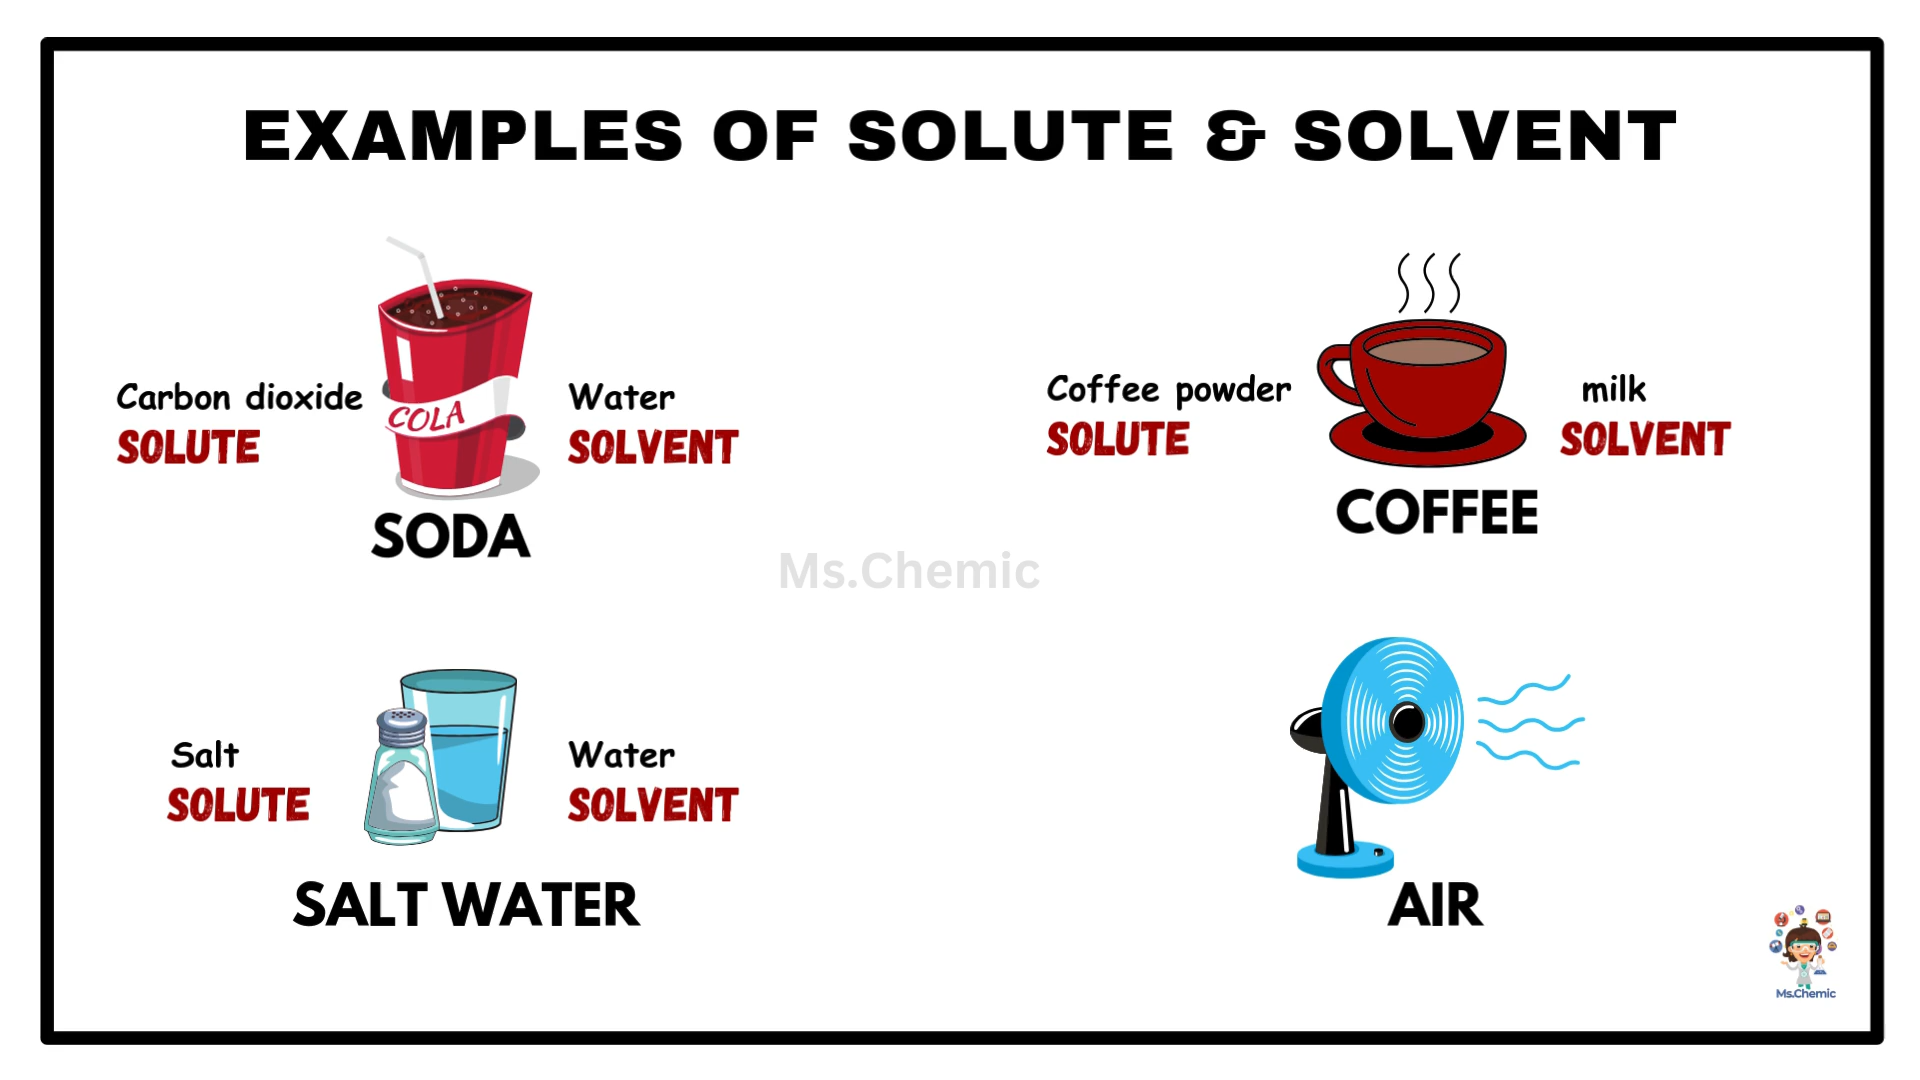 EXAMPLES OF SOLUTE & SOLVENT
Carbon dioxide
SOLUTE
COLA
Water
SOLVENT
SODA
Coffee powder
SOLUTE
milk
SOLVENT
COFFEE
Ms.Chemic
Salt
SOLUTE
Water
SOLVENT
SALT WATER
AIR
Ms.Chemic